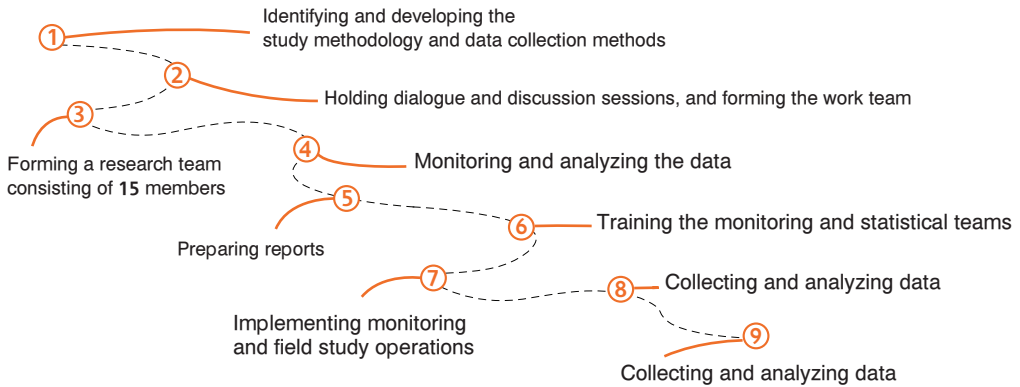 1
Identifying and developing the
study methodology and data collection methods
2
Holding dialogue and discussion sessions, and forming the work team
3
Forming a research team
consisting of 15 members
4
Monitoring and analyzing the data
5
Preparing reports
6
Training the monitoring and statistical teams
7
Implementing monitoring
and field study operations
8
Collecting and analyzing data
9
Collecting and analyzing data